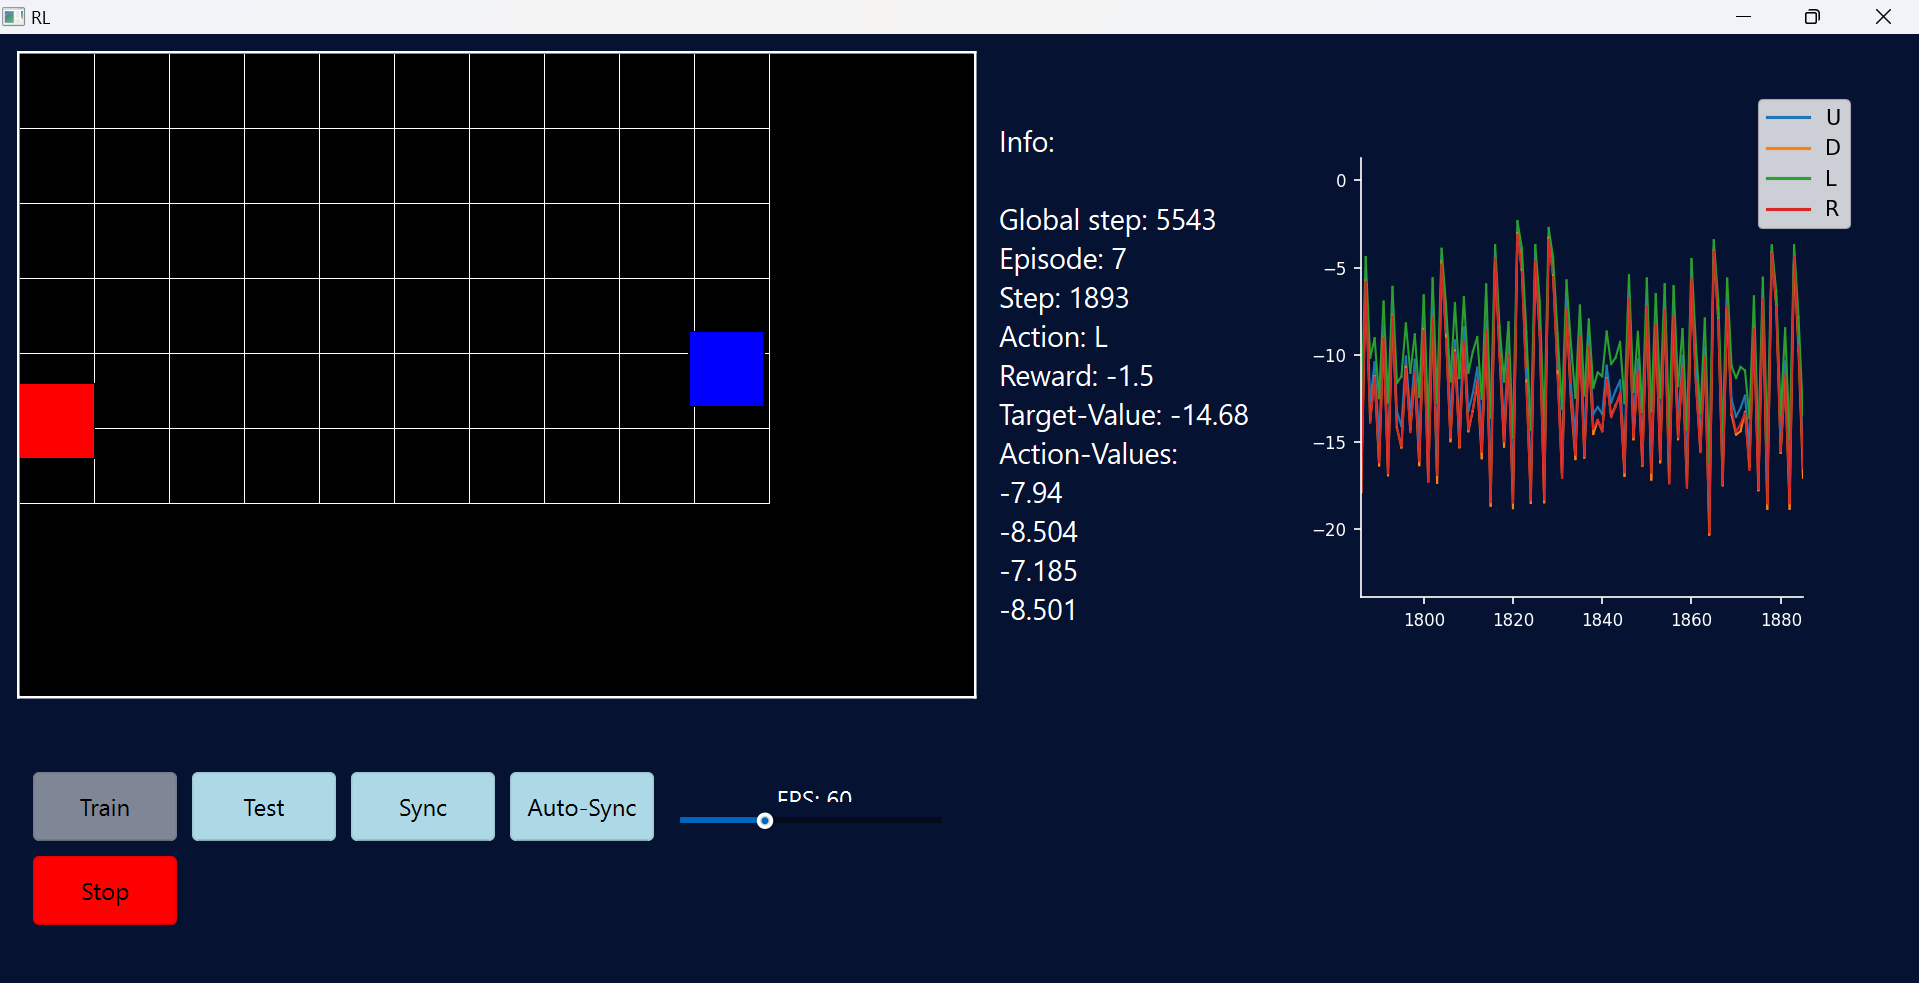 RL
Info:
Global step: 5543
Episode: 7
Step: 1893
Action: L
Reward: -1.5
Target-Value: -14.68
Action-Values:
-7.94
-8.504
-7.185
-8.501
U
D
L
R
0
−5
−10
−15
−20
1800 1820 1840 1860 1880
Train Test Sync Auto-Sync
FPS: 60
Stop